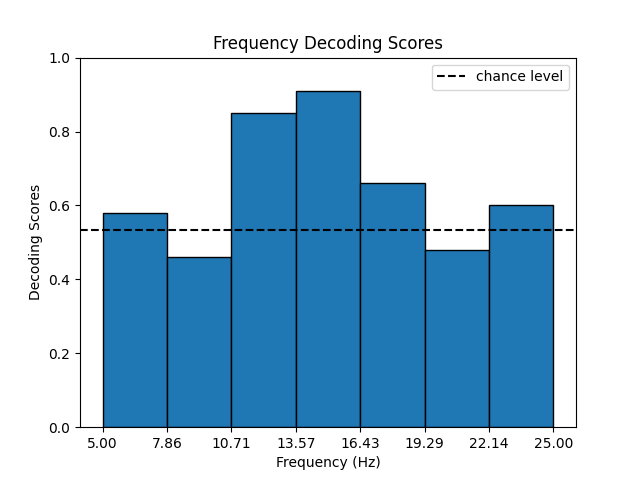 Frequency Decoding Scores
chance level
1.0
0.8
0.6
0.4
0.2
0.0
Decoding Scores
5.00 7.86 10.71 13.57 16.43 19.29 22.14 25.00
Frequency (Hz)